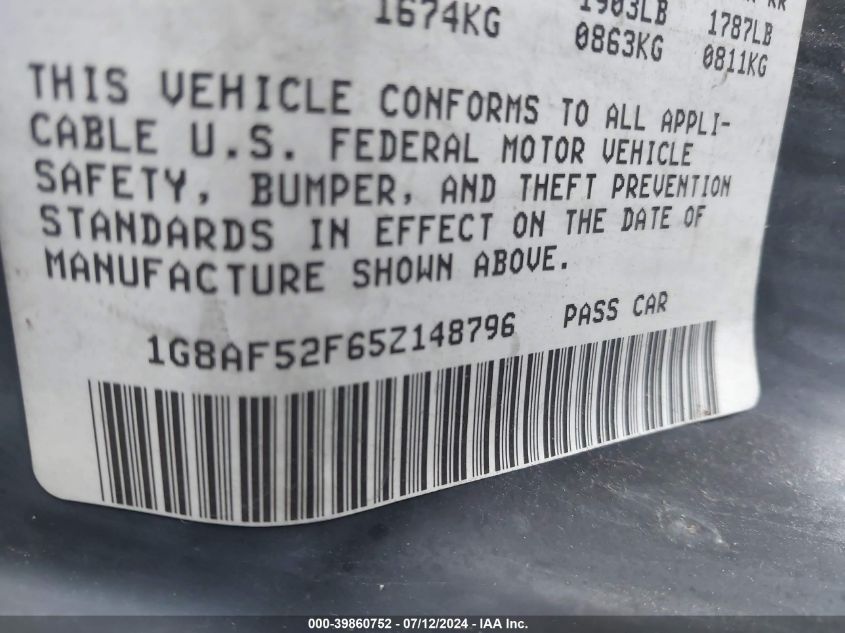 1674KG 1903LB 1787LB
0863KG 0811KG
THIS VEHICLE CONFORMS TO ALL APPLI-
CABLE U.S. FEDERAL MOTOR VEHICLE
SAFETY, BUMPER, AND THEFT PREVENTION
STANDARDS IN EFFECT ON THE DATE OF
MANUFACTURE SHOWN ABOVE.
1G8AF52F65Z148796 PASS CAR
000-39860752 - 07/12/2024 - IAA Inc.